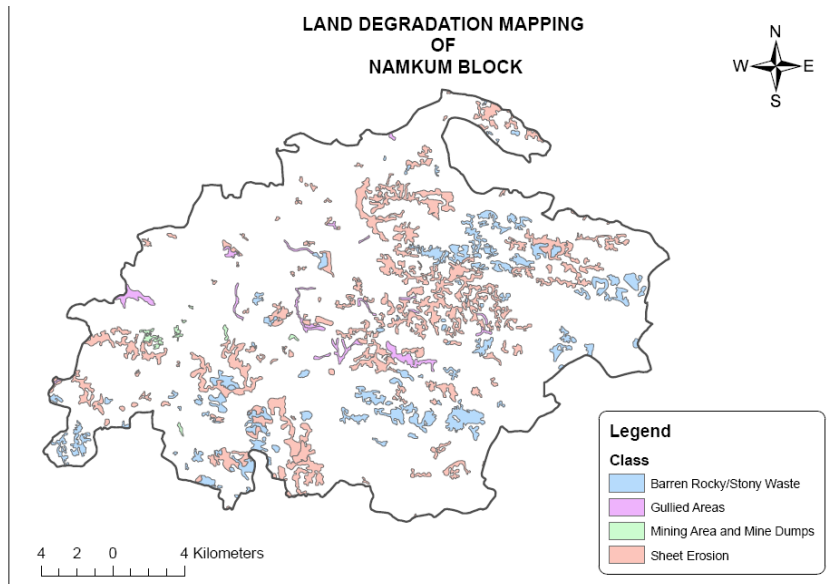 LAND DEGRADATION MAPPING
OF
NAMKUM BLOCK
N
W E
S
Legend
Class
Barren Rocky/Stony Waste
Gullied Areas
Mining Area and Mine Dumps
Sheet Erosion
4 2 0 4 Kilometers